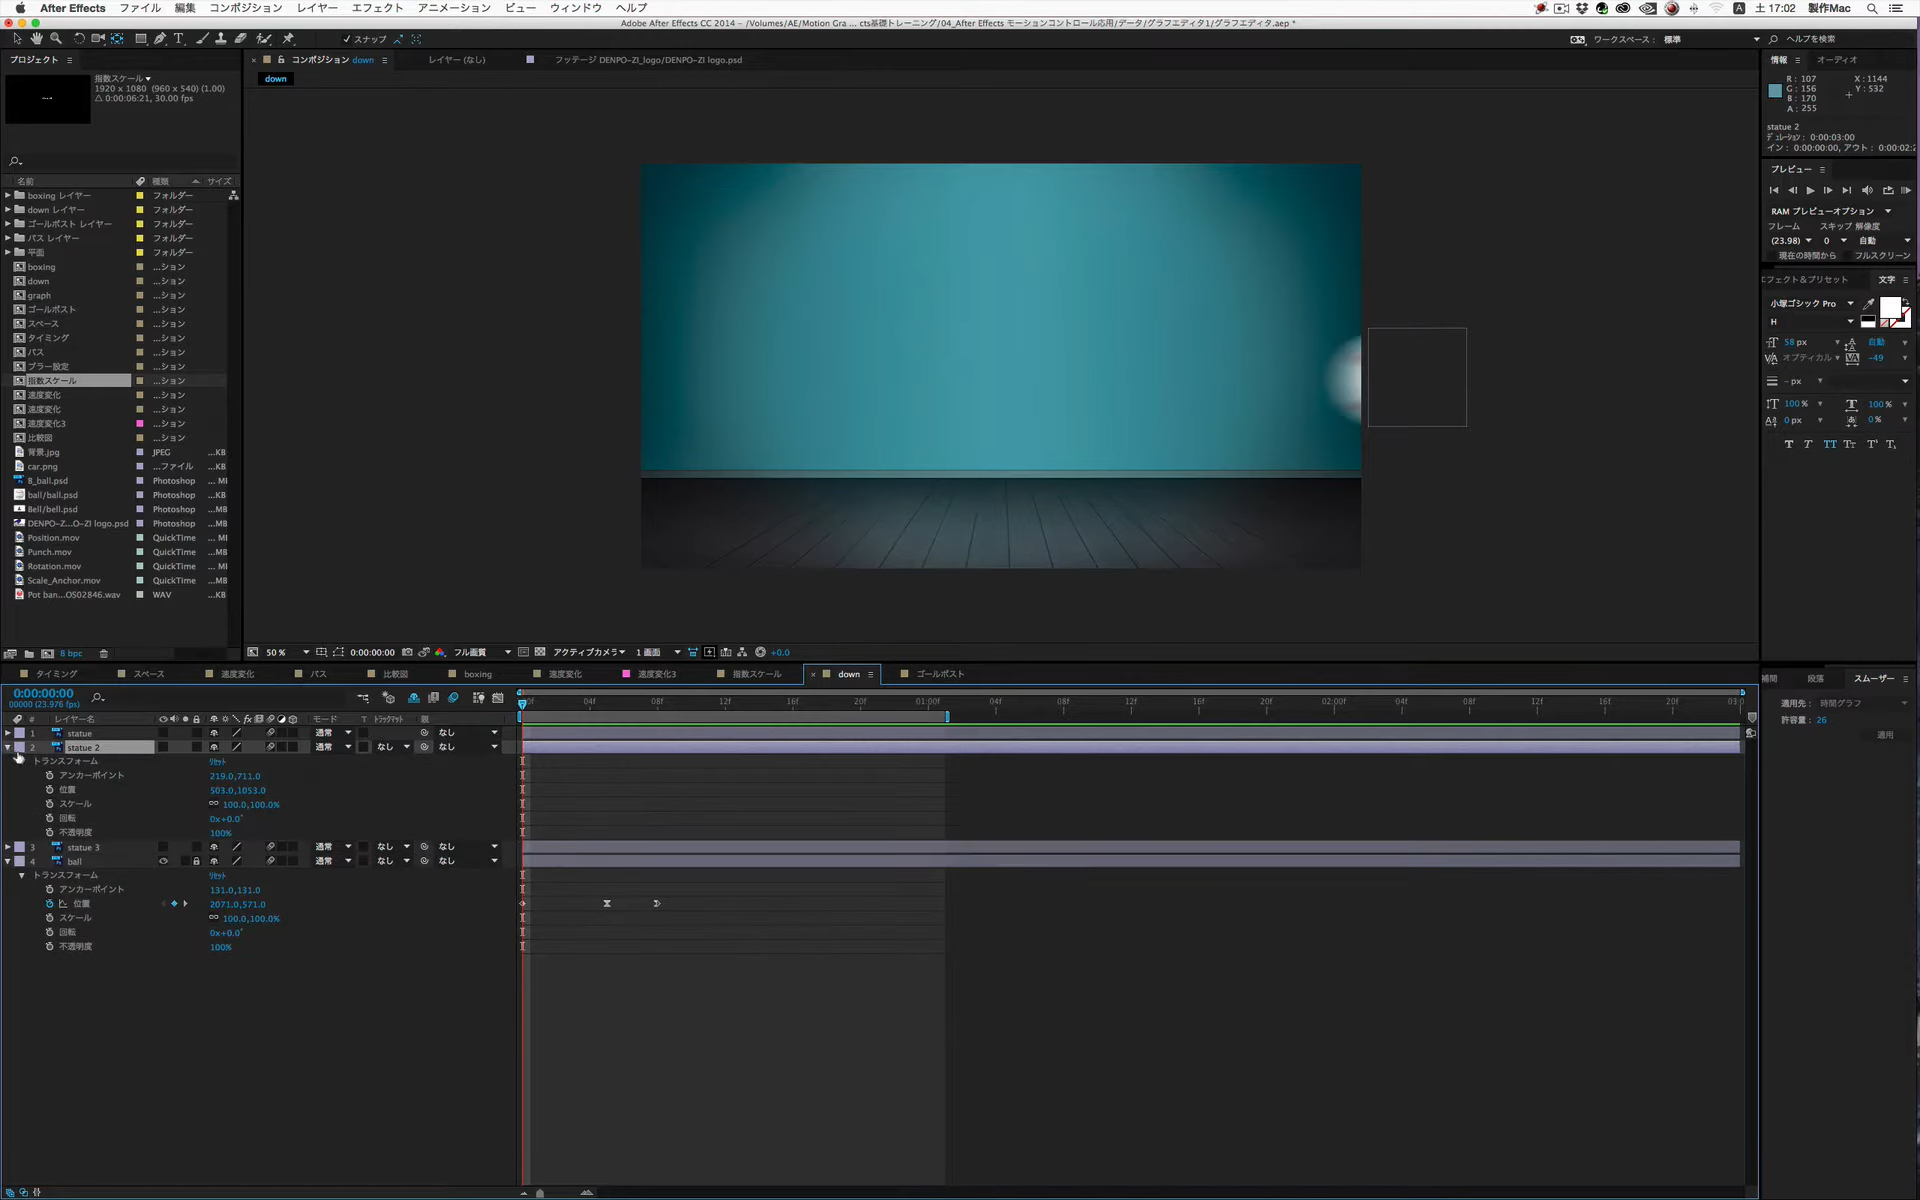 After Effects ファイル 編集 コンポジション レイヤー エフェクト アニメーション ビュー ウィンドウ ヘルプ
土 17:02 製作Mac
Adobe After Effects CC 2014 - /Volumes/AE/Motion Gra ... cts基礎トレーニング/04_After Effects モーションコントロール応用/データ/グラフエディタ1/グラフエディタ.aep *
スナップ
ワークスペース: 標準
ヘルプを検索
プロジェクト
コンポジション down
レイヤー (なし)
フッテージ DENPO-ZI_logo/DENPO-ZI logo.psd
情報 オーディオ
down
指数スケール
1920 x 1080 (960 x 540) (1.00)
△ 0:00:06:21, 30.00 fps
R: 107
G: 156
B: 170
A: 255
X: 1144
Y: 532
statue 2
デュレーション: 0:00:03:00
イン: 0:00:00:00, アウト: 0:00:02:2
プレビュー
RAM プレビューオプション
フレーム スキップ 解像度
(23.98) 0 自動
現在の時間から フルスクリーン
エフェクト&プリセット 文字
小塚ゴシック Pro
H
58 px 自動
オプティカル -49
- px
100 % 100 %
0 px 0 %
名前 種類 サイズ
boxing レイヤー フォルダー
down レイヤー フォルダー
ゴールポスト レイヤー フォルダー
パス レイヤー フォルダー
平面 フォルダー
boxing ...ション
down ...ション
graph ...ション
ゴールポスト ...ション
スペース ...ション
タイミング ...ション
パス ...ション
ブラー設定 ...ション
指数スケール ...ション
速度変化 ...ション
速度変化 ...ション
速度変化3 ...ション
比較図 ...ション
背景.jpg JPEG ...KB
car.png ...ファイル ...KB
B_ball.psd Photoshop ... MB
ball/ball.psd Photoshop ...KB
Bell/bell.psd Photoshop ...MB
DENPO-Z...O-ZI logo.psd Photoshop ...MB
Position.mov QuickTime ... MB
Punch.mov QuickTime ...MB
Rotation.mov QuickTime ... MB
Scale_Anchor.mov QuickTime ...MB
Pot ban...OS02846.wav WAV ...KB
8 bpc
50 % 0:00:00:00 フル画質 アクティブカメラ 1 画面 +0.0
タイミング スペース 速度変化 パス 比較図 boxing 速度変化 速度変化3 指数スケール down ゴールポスト
補間 段落 スムーザー
適用先: 時間グラフ
許容量: 26
適用
0:00:00:00
00000 (23.976 fps)
04f 08f 12f 16f 20f 01:00f 04f 08f 12f 16f 20f 02:00f 04f 08f 12f 16f 20f 03:0
# レイヤー名 モード T トラックマット 親
1 statue 通常 なし
2 statue 2 通常 なし なし
トランスフォーム リセット
アンカーポイント 219.0,711.0
位置 503.0,1053.0
スケール 100.0,100.0%
回転 0x+0.0°
不透明度 100%
3 statue 3 通常 なし なし
4 ball 通常 なし なし
トランスフォーム リセット
アンカーポイント 131.0,131.0
位置 2071.0,571.0
スケール 100.0,100.0%
回転 0x+0.0°
不透明度 100%